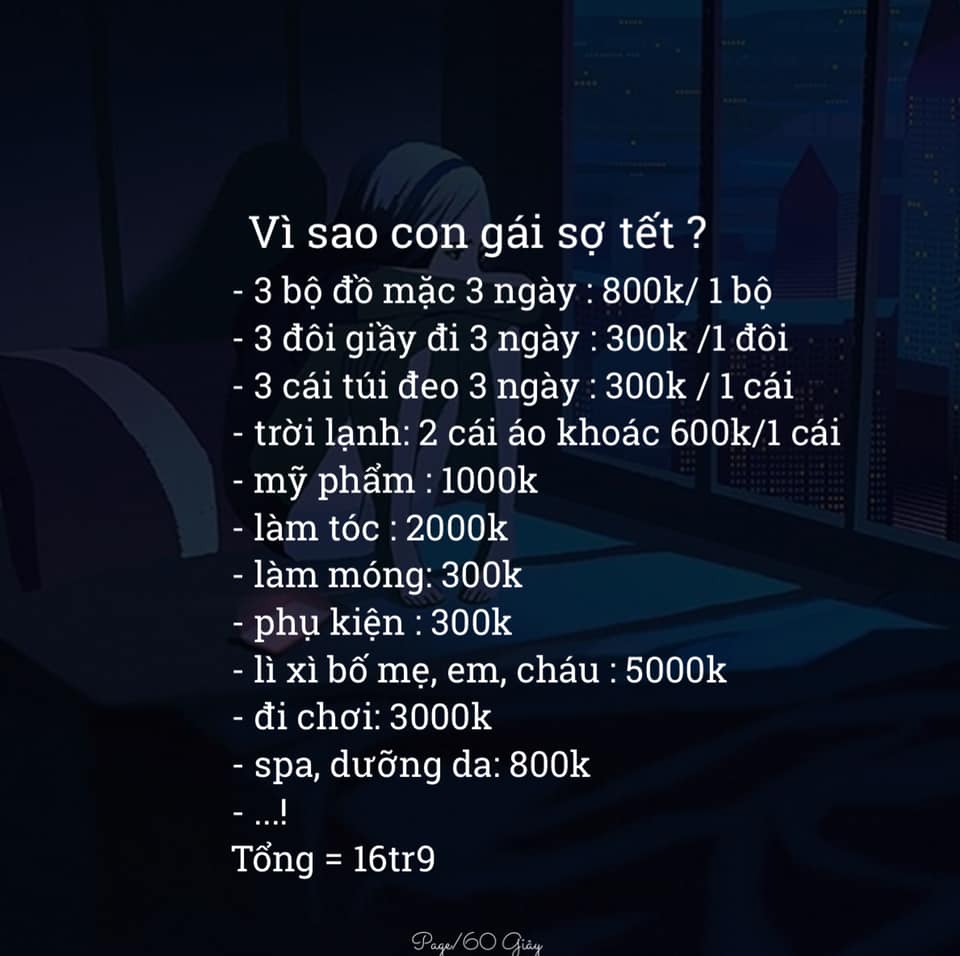 Vì sao con gái sợ tết ?
- 3 bộ đồ mặc 3 ngày : 800k/ 1 bộ
- 3 đôi giầy đi 3 ngày : 300k /1 đôi
- 3 cái túi đeo 3 ngày : 300k / 1 cái
- trời lạnh: 2 cái áo khoác 600k/1 cái
- mỹ phẩm : 1000k
- làm tóc : 2000k
- làm móng: 300k
- phụ kiện : 300k
- lì xì bố mẹ, em, cháu : 5000k
- đi chơi: 3000k
- spa, dưỡng da: 800k
- ...!
Tổng = 16tr9
Page/60 Giây